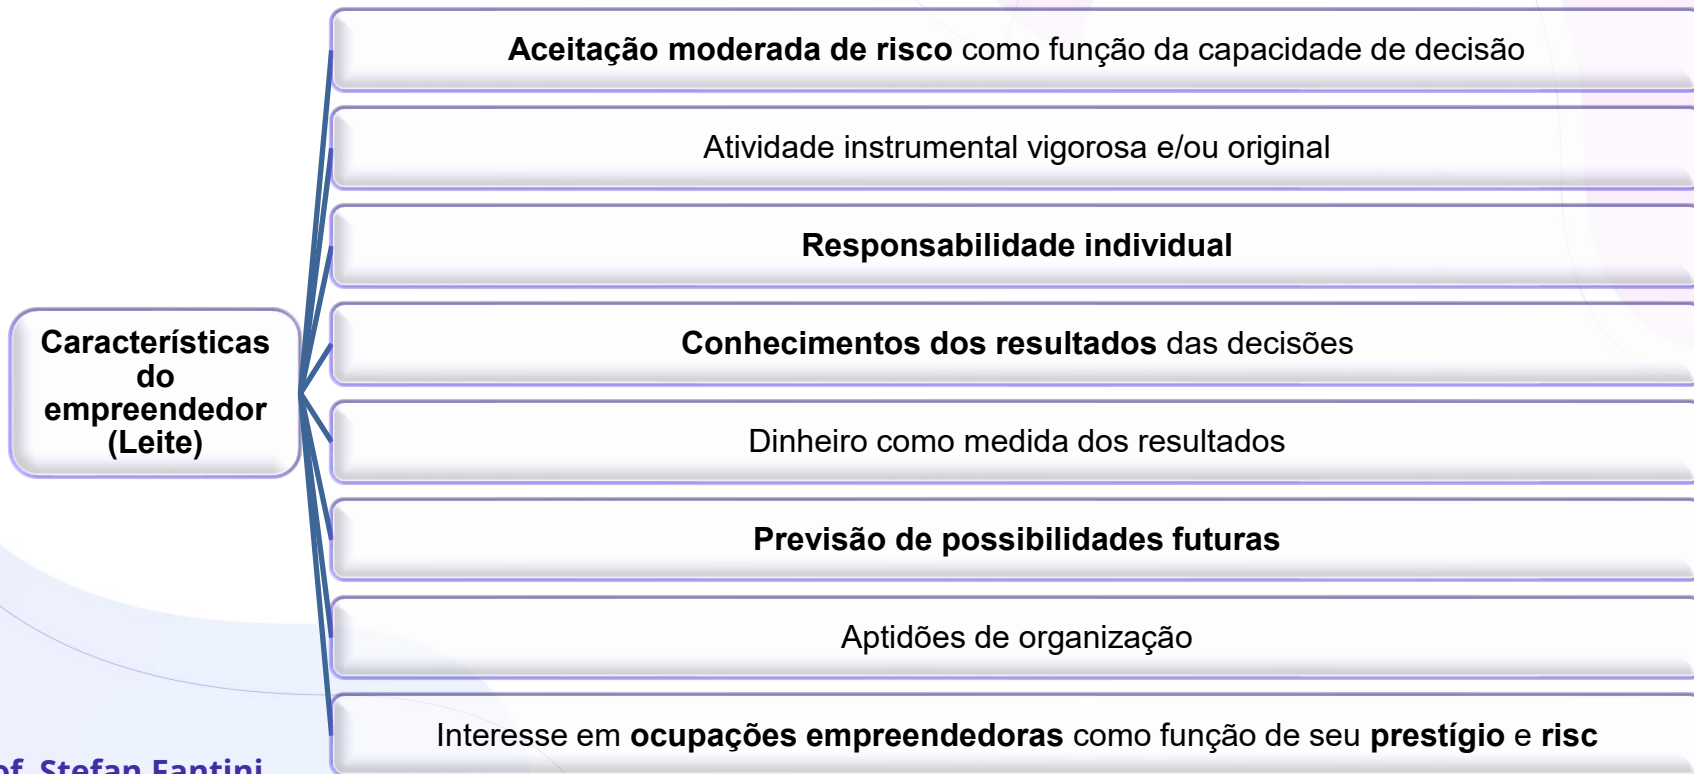 Aceitação moderada de risco como função da capacidade de decisão
Atividade instrumental vigorosa e/ou original
Responsabilidade individual
Características
do
empreendedor
(Leite)
Conhecimentos dos resultados das decisões
Dinheiro como medida dos resultados
Previsão de possibilidades futuras
Aptidões de organização
Interesse em ocupações empreendedoras como função de seu prestígio e risc
of. Stefan Fantini